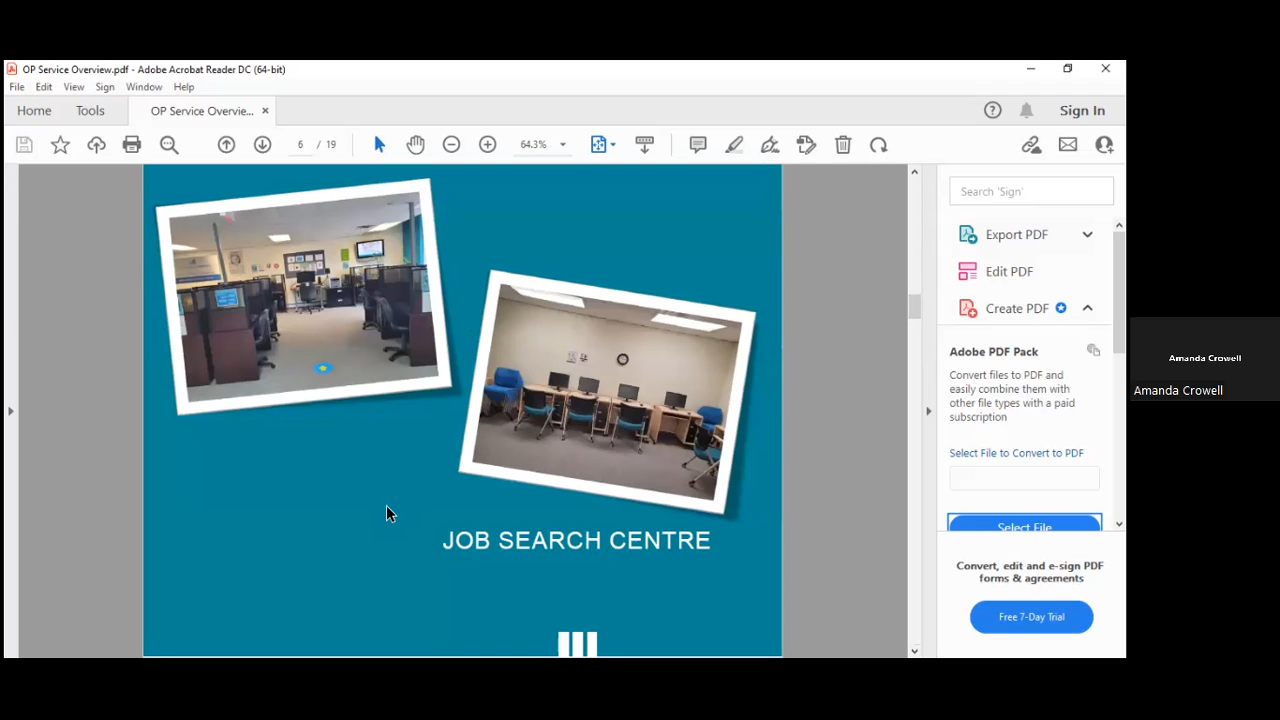 OP Service Overview.pdf - Adobe Acrobat Reader DC (64-bit)
File Edit View Sign Window Help
Home Tools OP Service Overvie... ×
Sign In
6 / 19
64.3%
Search 'Sign'
Export PDF
Edit PDF
Create PDF
Adobe PDF Pack
Convert files to PDF and
easily combine them with
other file types with a paid
subscription
Select File to Convert to PDF
Select File
Convert, edit and e-sign PDF
forms & agreements
Free 7-Day Trial
JOB SEARCH CENTRE
Amanda Crowell
Amanda Crowell